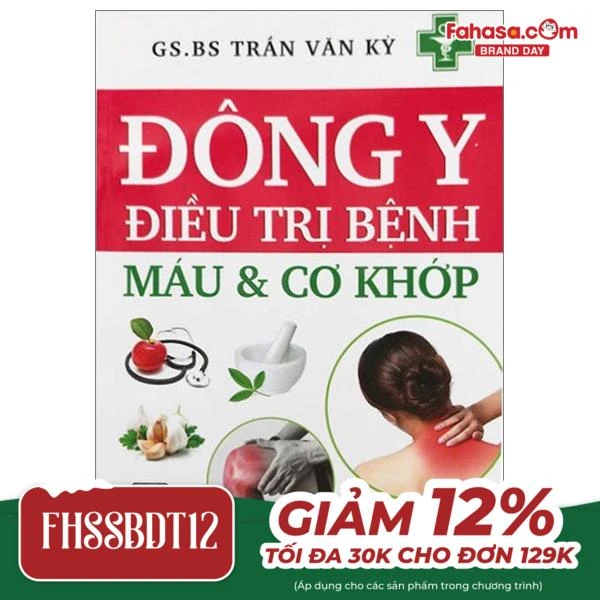 GS.BS TRẦN VĂN KỲ
Fahasa.com
BRAND DAY
ĐÔNG Y
ĐIỀU TRỊ BỆNH
MÁU & CƠ KHỚP
FHSSBDT12
GIẢM 12%
TỐI ĐA 30K CHO ĐƠN 129K
(Áp dụng cho các sản phẩm trong chương trình)